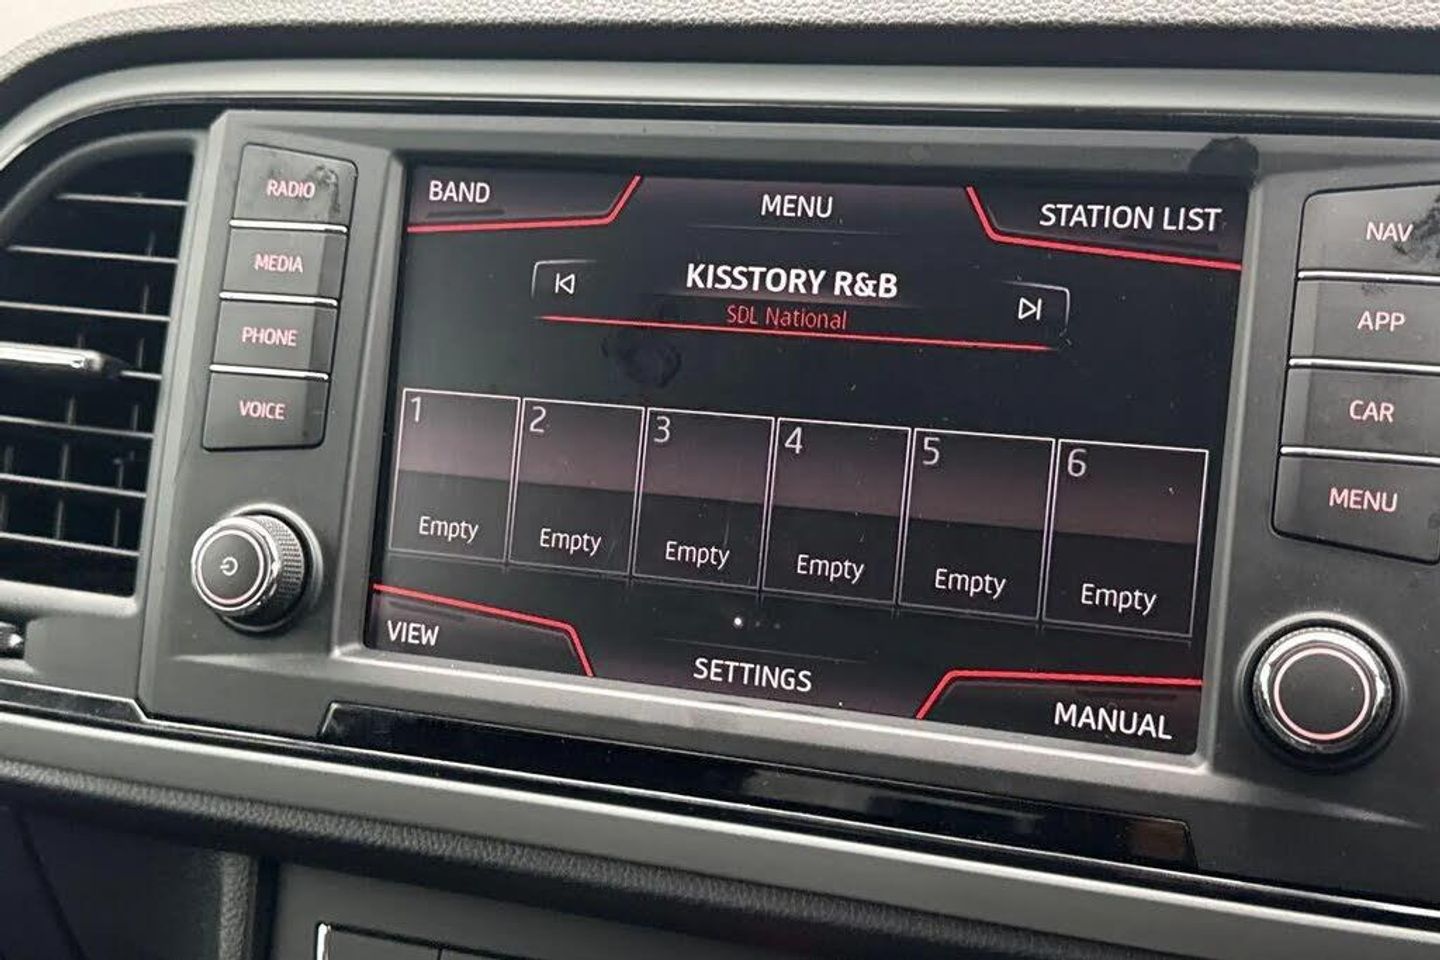 RADIO
MEDIA
PHONE
VOICE
BAND
MENU
STATION LIST
KISSTORY R&B
SDL National
1
Empty
2
Empty
3
Empty
4
Empty
5
Empty
6
Empty
VIEW
SETTINGS
MANUAL
NAV
APP
CAR
MENU